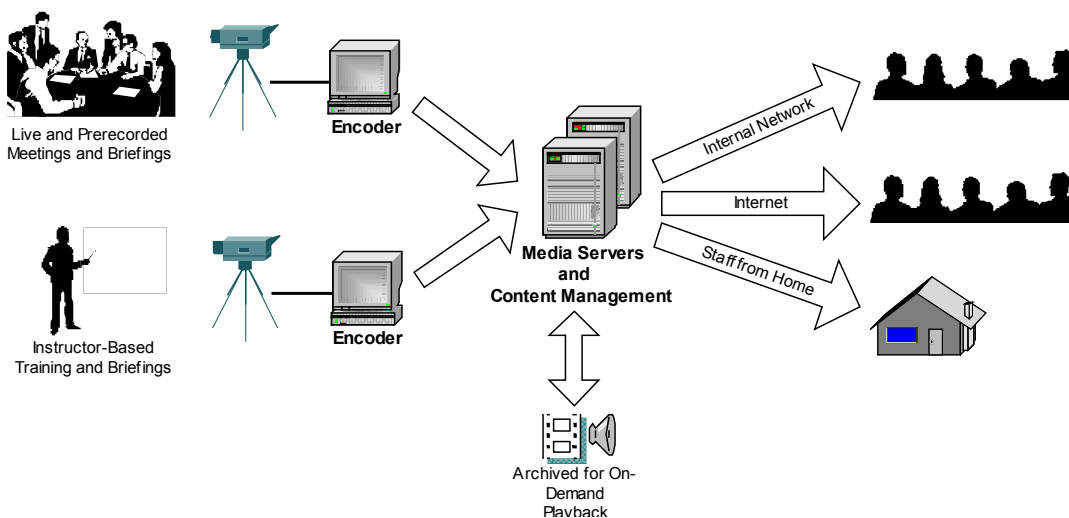 Live and Prerecorded
Meetings and Briefings
Encoder
Internal Network
Internet
Staff from Home
Media Servers
and
Content Management
Instructor-Based
Training and Briefings
Encoder
Archived for On-
Demand
Playback